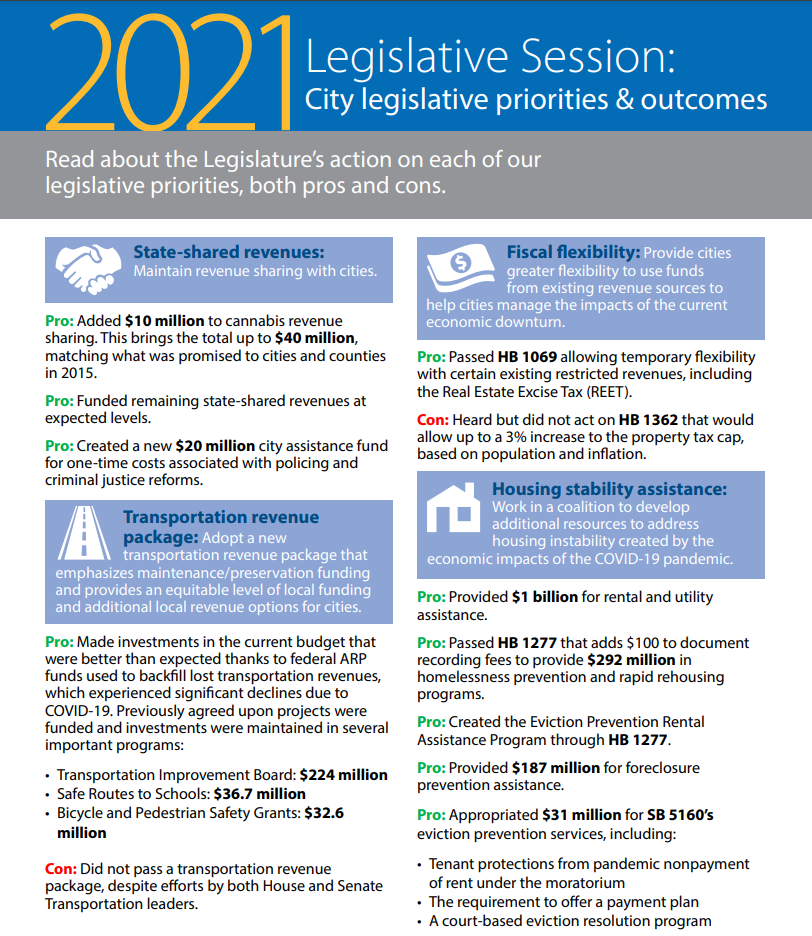 2021
Legislative Session:
City legislative priorities & outcomes
Read about the Legislature's action on each of our
legislative priorities, both pros and cons.
State-shared revenues:
Maintain revenue sharing with cities.
Pro: Added $10 million to cannabis revenue
sharing. This brings the total up to $40 million,
matching what was promised to cities and counties
in 2015.
Pro: Funded remaining state-shared revenues at
expected levels.
Pro: Created a new $20 million city assistance fund
for one-time costs associated with policing and
criminal justice reforms.
Transportation revenue
package: Adopt a new
transportation revenue package that
emphasizes maintenance/preservation funding
and provides an equitable level of local funding
and additional local revenue options for cities.
Pro: Made investments in the current budget that
were better than expected thanks to federal ARP
funds used to backfill lost transportation revenues,
which experienced significant declines due to
COVID-19. Previously agreed upon projects were
funded and investments were maintained in several
important programs:
• Transportation Improvement Board: $224 million
• Safe Routes to Schools: $36.7 million
• Bicycle and Pedestrian Safety Grants: $32.6
million
Con: Did not pass a transportation revenue
package, despite efforts by both House and Senate
Transportation leaders.
Fiscal flexibility: Provide cities
greater flexibility to use funds
from existing revenue sources to
help cities manage the impacts of the current
economic downturn.
Pro: Passed HB 1069 allowing temporary flexibility
with certain existing restricted revenues, including
the Real Estate Excise Tax (REET).
Con: Heard but did not act on HB 1362 that would
allow up to a 3% increase to the property tax cap,
based on population and inflation.
Housing stability assistance:
Work in a coalition to develop
additional resources to address
housing instability created by the
economic impacts of the COVID-19 pandemic.
Pro: Provided $1 billion for rental and utility
assistance.
Pro: Passed HB 1277 that adds $100 to document
recording fees to provide $292 million in
homelessness prevention and rapid rehousing
programs.
Pro: Created the Eviction Prevention Rental
Assistance Program through HB 1277.
Pro: Provided $187 million for foreclosure
prevention assistance.
Pro: Appropriated $31 million for SB 5160's
eviction prevention services, including:
• Tenant protections from pandemic nonpayment
of rent under the moratorium
• The requirement to offer a payment plan
• A court-based eviction resolution program